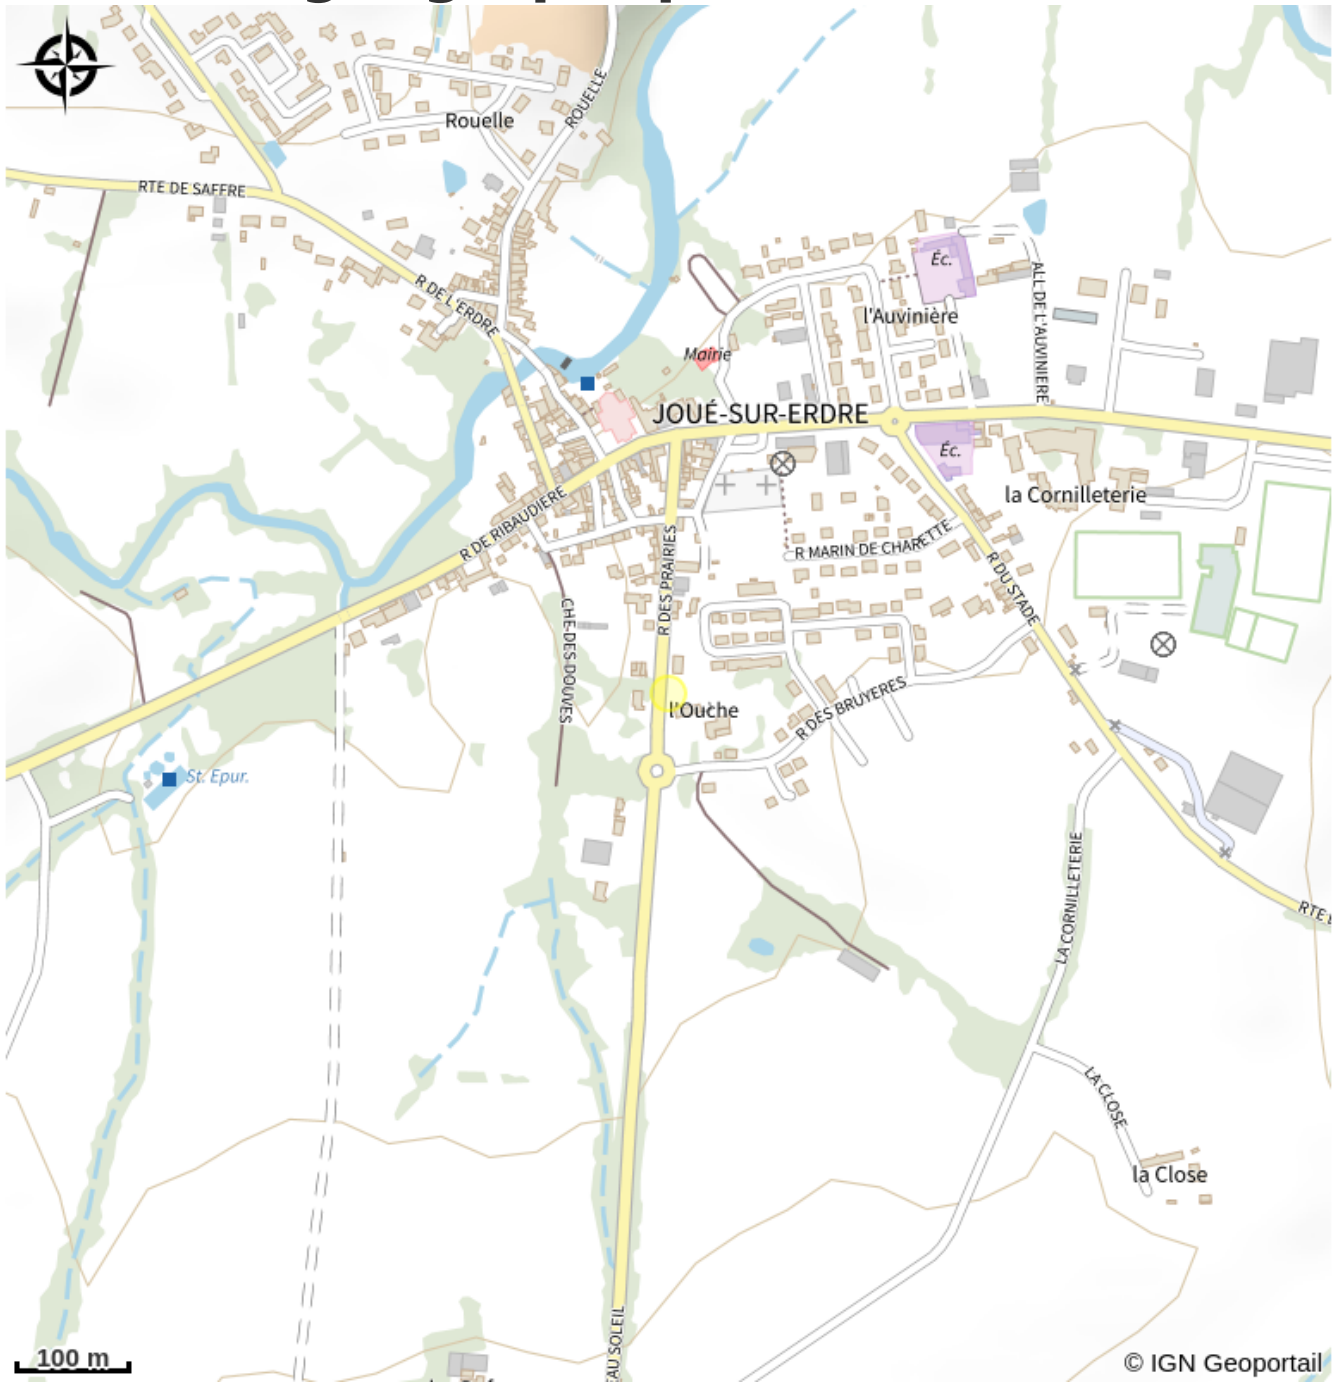 Rouelle
ROUELLE
RTE DE SAFFRE
R DE L'ERDRE
Éc.
l'Auvinière
ALL DE L'AUVINIERE
Mairie
JOUÉ-SUR-ERDRE
Éc.
la Cornilleterie
R DE RIBAUDIERE
R DES PRAIRIES
R MARIN DE CHARETTE
R DU STADE
CHE DES DOUVES
l'Ouche
R DES BRUYERES
St. Epur.
LA CORNILLETERIE
RTE
LA CLOSE
la Close
EAU SOLEIL
100 m
© IGN Geoportail